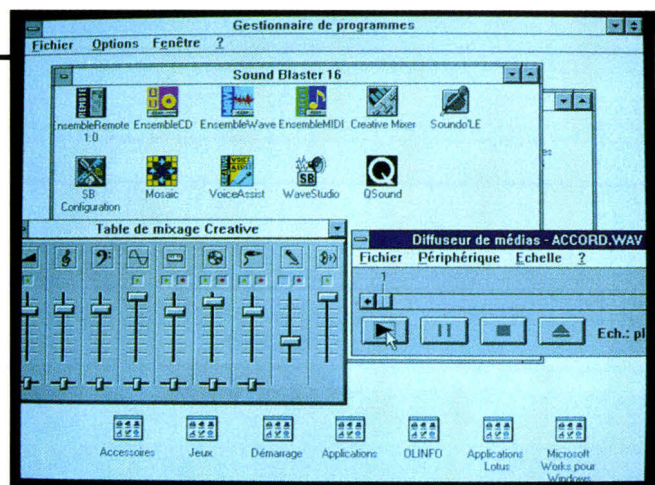 Gestionnaire de programmes
Fichier Options Fenêtre ?
Sound Blaster 16
EnsembleRemote 1.0
EnsembleCD
EnsembleWave
EnsembleMIDI
Creative Mixer
Soundo'LE
SB Configuration
Mosaic
VoiceAssist
WaveStudio
QSound
Table de mixage Creative
Diffuseur de médias - ACCORD.WAV
Fichier Périphérique Echelle ?
1
Ech.: pl
Accessoires
Jeux
Démarrage
Applications
OLINFO
Applications Lotus
Microsoft Works pour Windows